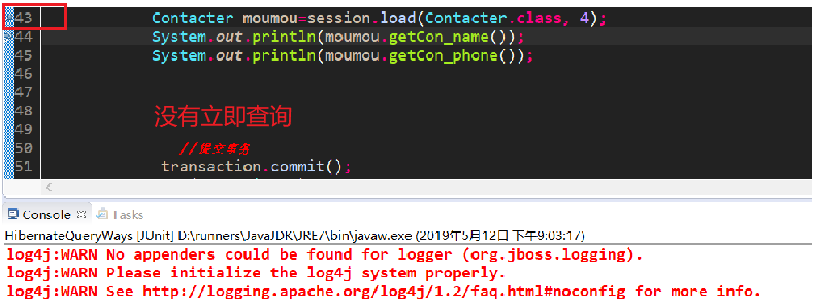 43 Contacter moumou=session.load(Contacter.class, 4);
44 System.out.println(moumou.getCon_name());
45 System.out.println(moumou.getCon_phone());
46
47
48 没有立即查询
49
50 //提交事务
51 transaction.commit();
Console Tasks
HibernateQueryWays [JUnit] D:\runners\JavaJDK\JRE7\bin\javaw.exe (2019年5月12日 下午9:03:17)
log4j:WARN No appenders could be found for logger (org.jboss.logging).
log4j:WARN Please initialize the log4j system properly.
log4j:WARN See http://logging.apache.org/log4j/1.2/faq.html#noconfig for more info.